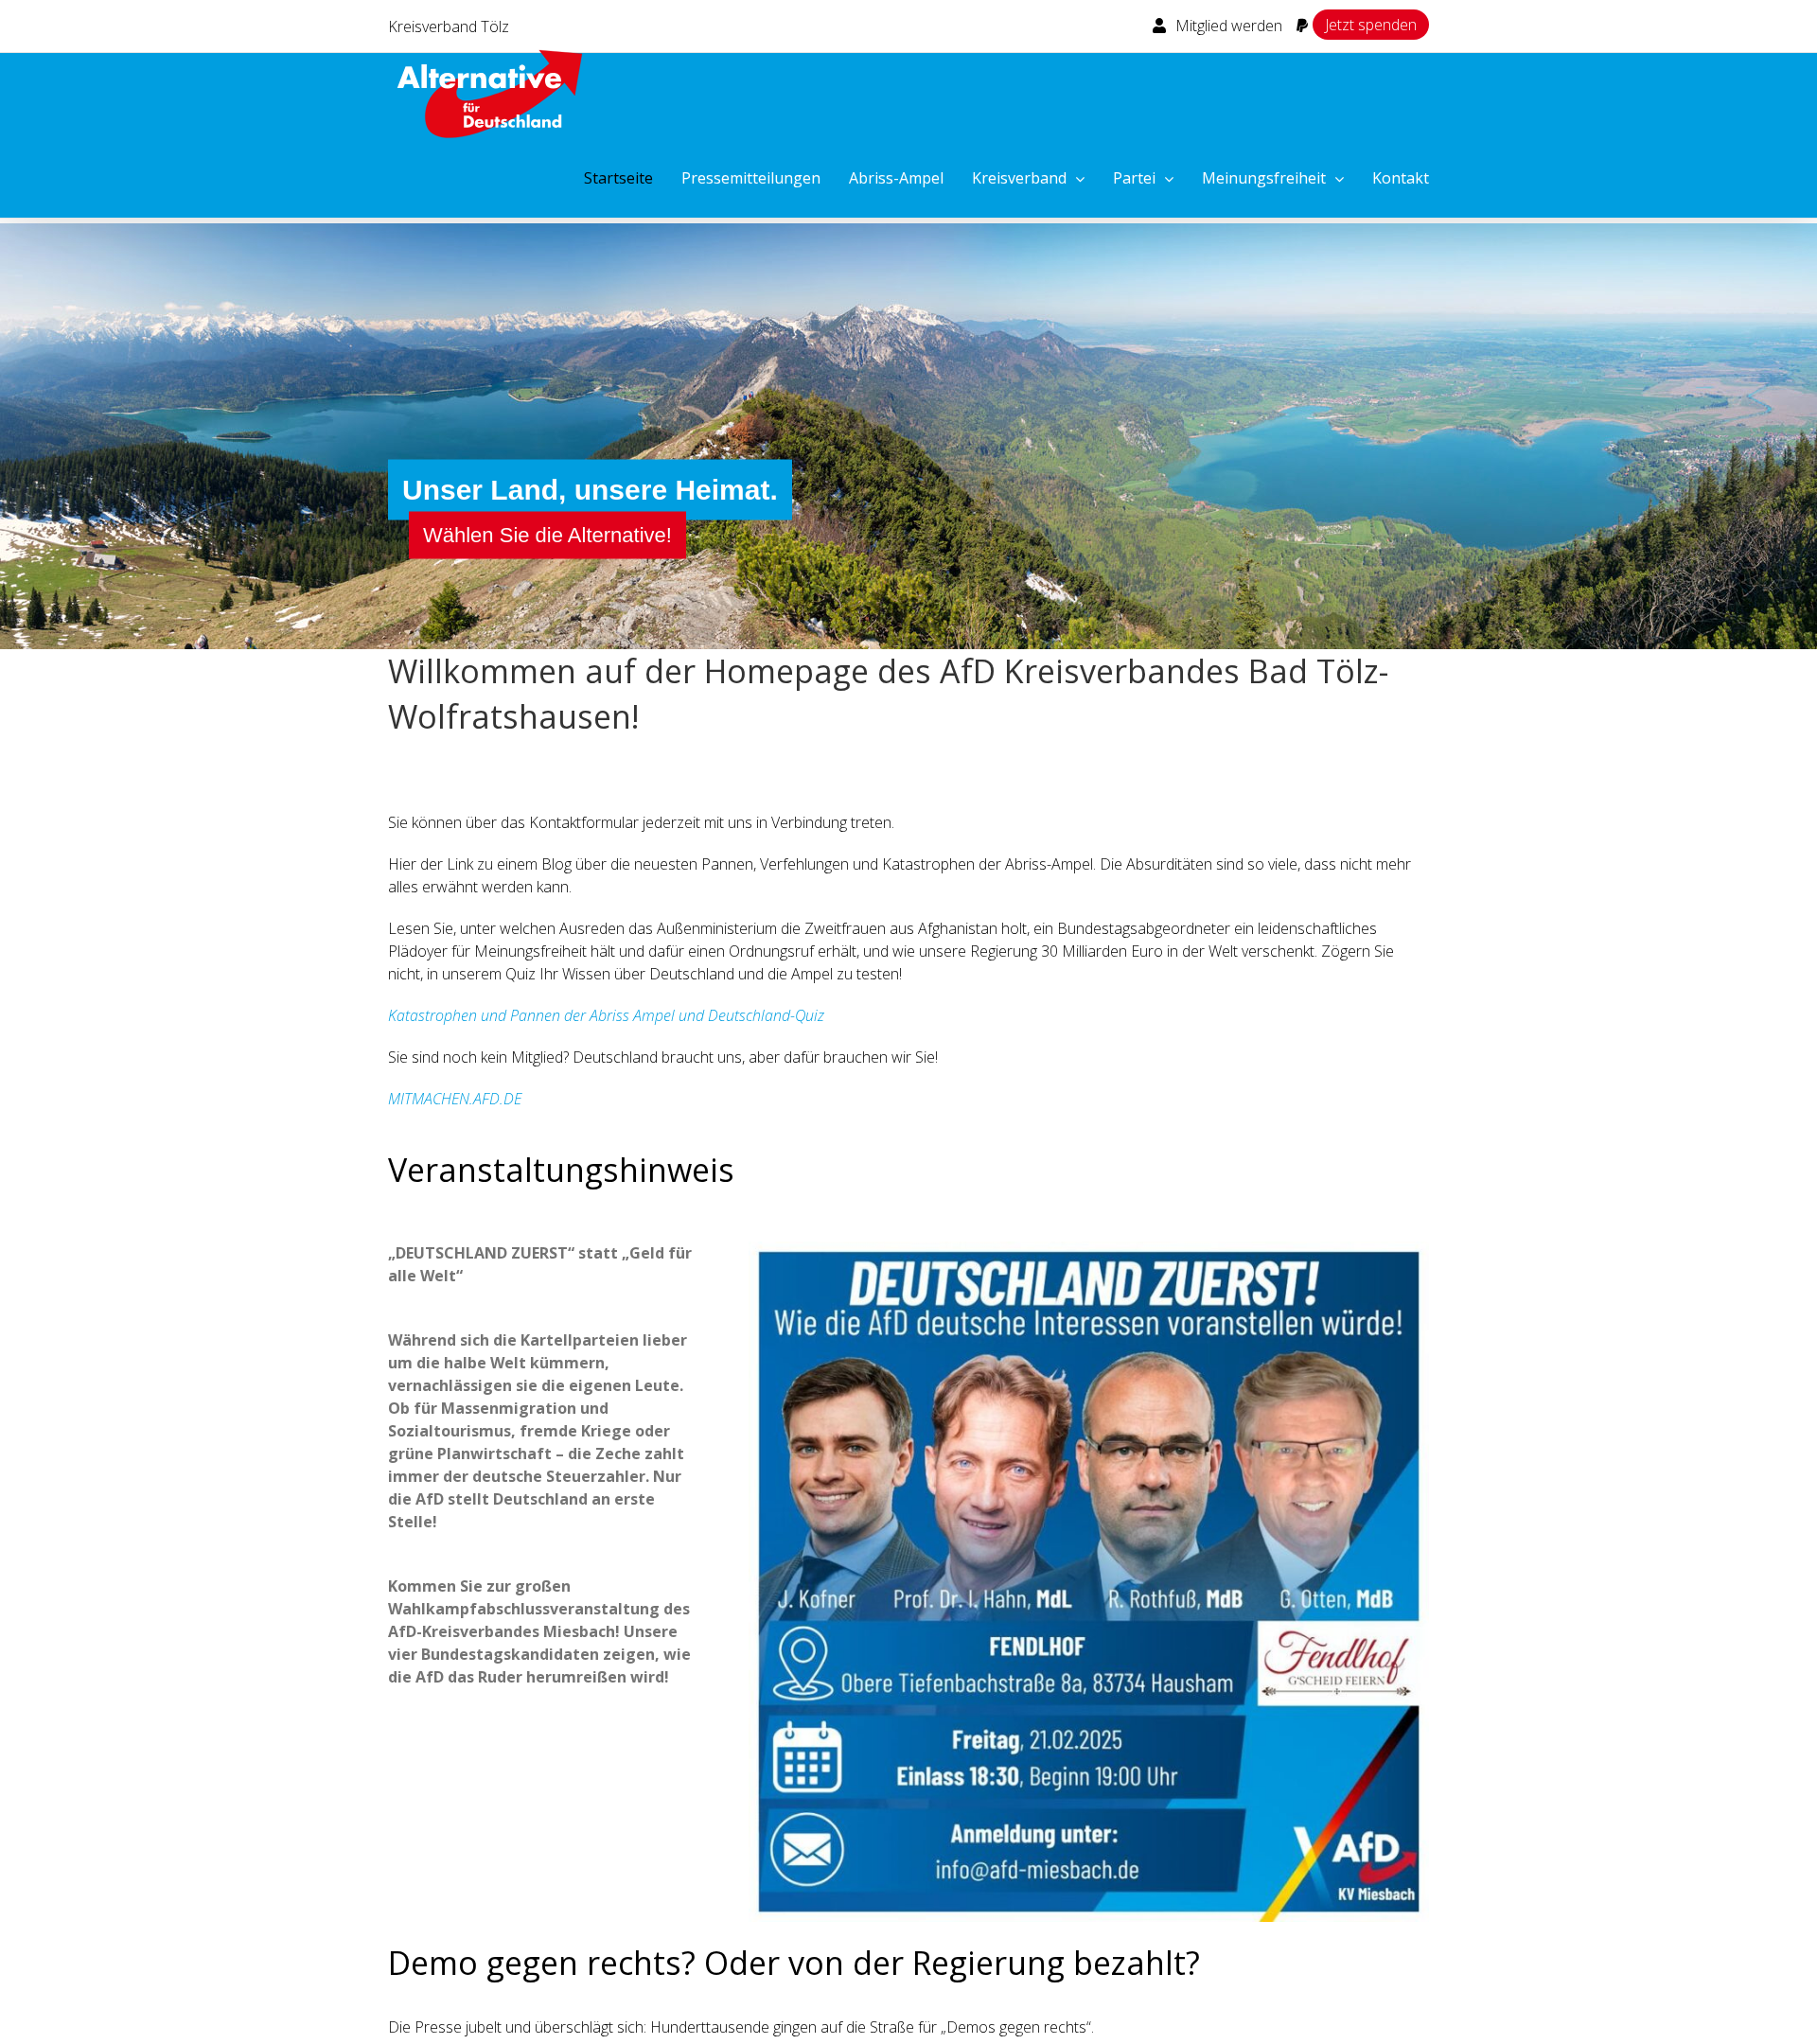 Kreisverband Tölz
Mitglied werden
Jetzt spenden
Alternative
für
Deutschland
Startseite
Pressemitteilungen
Abriss-Ampel
Kreisverband
Partei
Meinungsfreiheit
Kontakt
Unser Land, unsere Heimat.
Wählen Sie die Alternative!
Willkommen auf der Homepage des AfD Kreisverbandes Bad Tölz-
Wolfratshausen!
Sie können über das Kontaktformular jederzeit mit uns in Verbindung treten.
Hier der Link zu einem Blog über die neuesten Pannen, Verfehlungen und Katastrophen der Abriss-Ampel. Die Absurditäten sind so viele, dass nicht mehr
alles erwähnt werden kann.
Lesen Sie, unter welchen Ausreden das Außenministerium die Zweitfrauen aus Afghanistan holt, ein Bundestagsabgeordneter ein leidenschaftliches
Plädoyer für Meinungsfreiheit hält und dafür einen Ordnungsruf erhält, und wie unsere Regierung 30 Milliarden Euro in der Welt verschenkt. Zögern Sie
nicht, in unserem Quiz Ihr Wissen über Deutschland und die Ampel zu testen!
Katastrophen und Pannen der Abriss Ampel und Deutschland-Quiz
Sie sind noch kein Mitglied? Deutschland braucht uns, aber dafür brauchen wir Sie!
MITMACHEN.AFD.DE
Veranstaltungshinweis
„DEUTSCHLAND ZUERST“ statt „Geld für
alle Welt“
Während sich die Kartellparteien lieber
um die halbe Welt kümmern,
vernachlässigen sie die eigenen Leute.
Ob für Massenmigration und
Sozialtourismus, fremde Kriege oder
grüne Planwirtschaft – die Zeche zahlt
immer der deutsche Steuerzahler. Nur
die AfD stellt Deutschland an erste
Stelle!
Kommen Sie zur großen
Wahlkampfabschlussveranstaltung des
AfD-Kreisverbandes Miesbach! Unsere
vier Bundestagskandidaten zeigen, wie
die AfD das Ruder herumreißen wird!
DEUTSCHLAND ZUERST!
Wie die AfD deutsche Interessen voranstellen würde!
J. Kofner
Prof. Dr. I. Hahn, MdL
R. Rothfuß, MdB
G. Otten, MdB
FENDLHOF
Obere Tiefenbachstraße 8a, 83734 Hausham
Fendlhof
G'SCHEID FEIERN
Freitag, 21.02.2025
Einlass 18:30, Beginn 19:00 Uhr
Anmeldung unter:
info@afd-miesbach.de
AfD
KV Miesbach
Demo gegen rechts? Oder von der Regierung bezahlt?
Die Presse jubelt und überschlägt sich: Hunderttausende gingen auf die Straße für „Demos gegen rechts“.